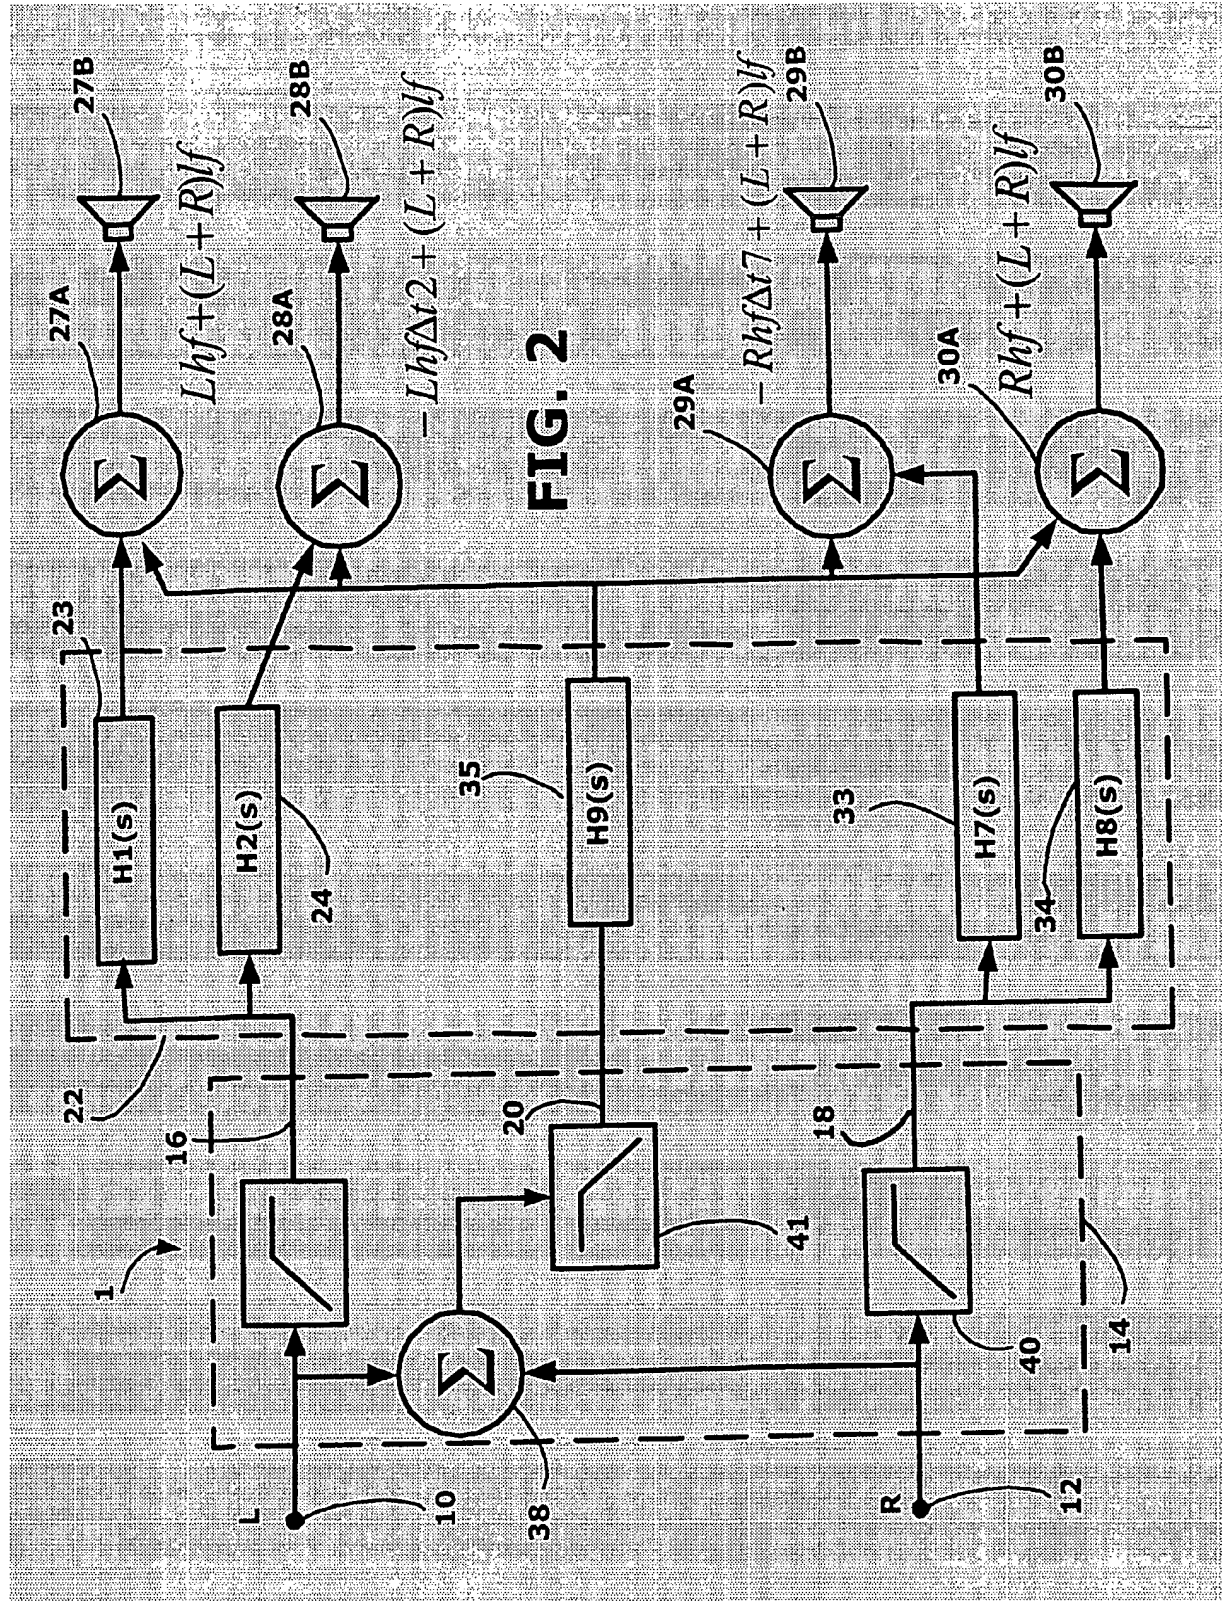 1
22
23
H1(s)
27A
27B
Lhf+(L+R)lf
16
H2(s)
24
28A
28B
-LhfΔt2+(L+R)lf
L
10
38
20
41
35
H9(s)
FIG. 2
29A
29B
-RhfΔt7+(L+R)lf
18
33
H7(s)
R
12
40
14
34
H8(s)
30A
30B
Rhf+(L+R)lf
Σ
Σ
Σ
Σ
Σ